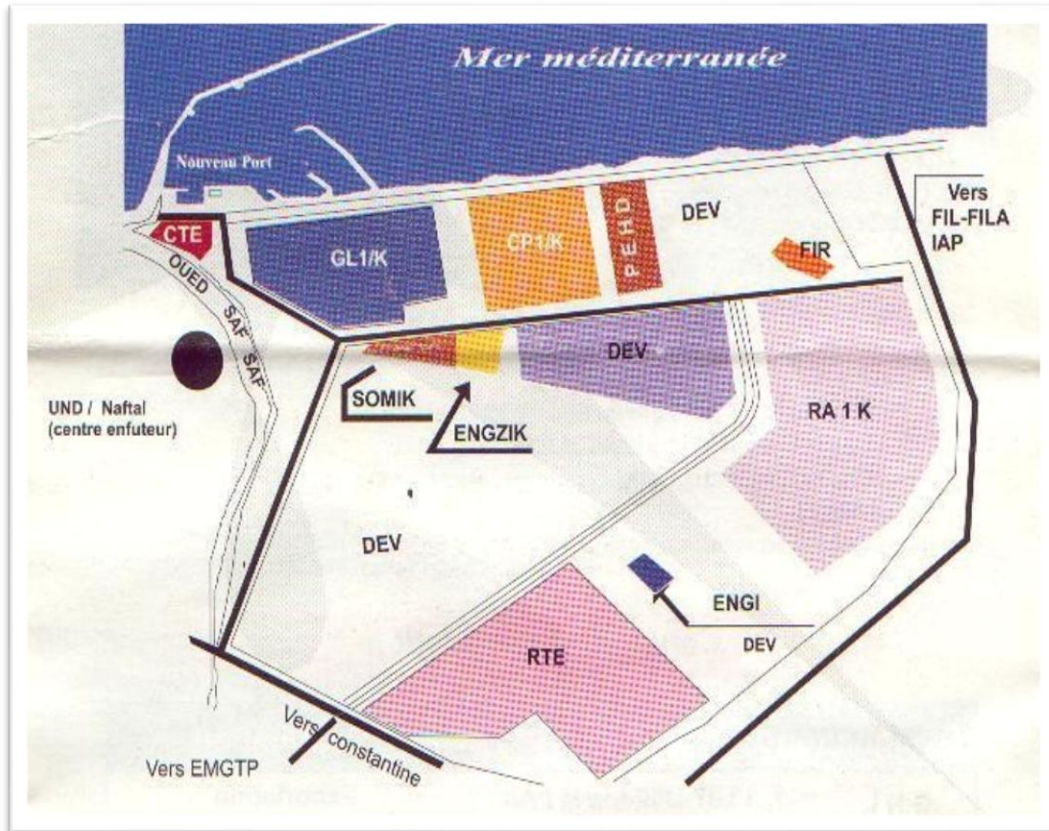 Mer méditerranée
Nouveau Port
Vers
FIL-FILA
IAP
CTE
GL1/K
CP1/K
PEHD
DEV
FIR
OUED
SAF SAF
DEV
RA 1 K
UND / Naftal
(centre enfuteur)
SOMIK
ENGZIK
DEV
ENGI
DEV
RTE
Vers constantine
Vers EMGTP